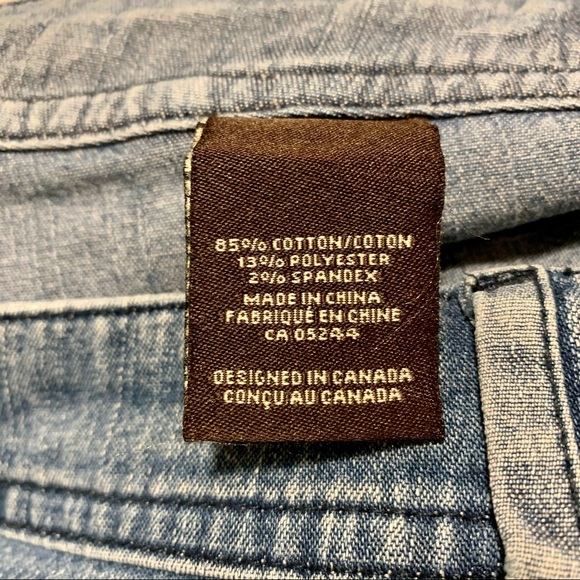 85% COTTON/COTON
13% POLYESTER
2% SPANDEX
MADE IN CHINA
FABRIQUÉ EN CHINE
CA 05244
DESIGNED IN CANADA
CONÇU AU CANADA